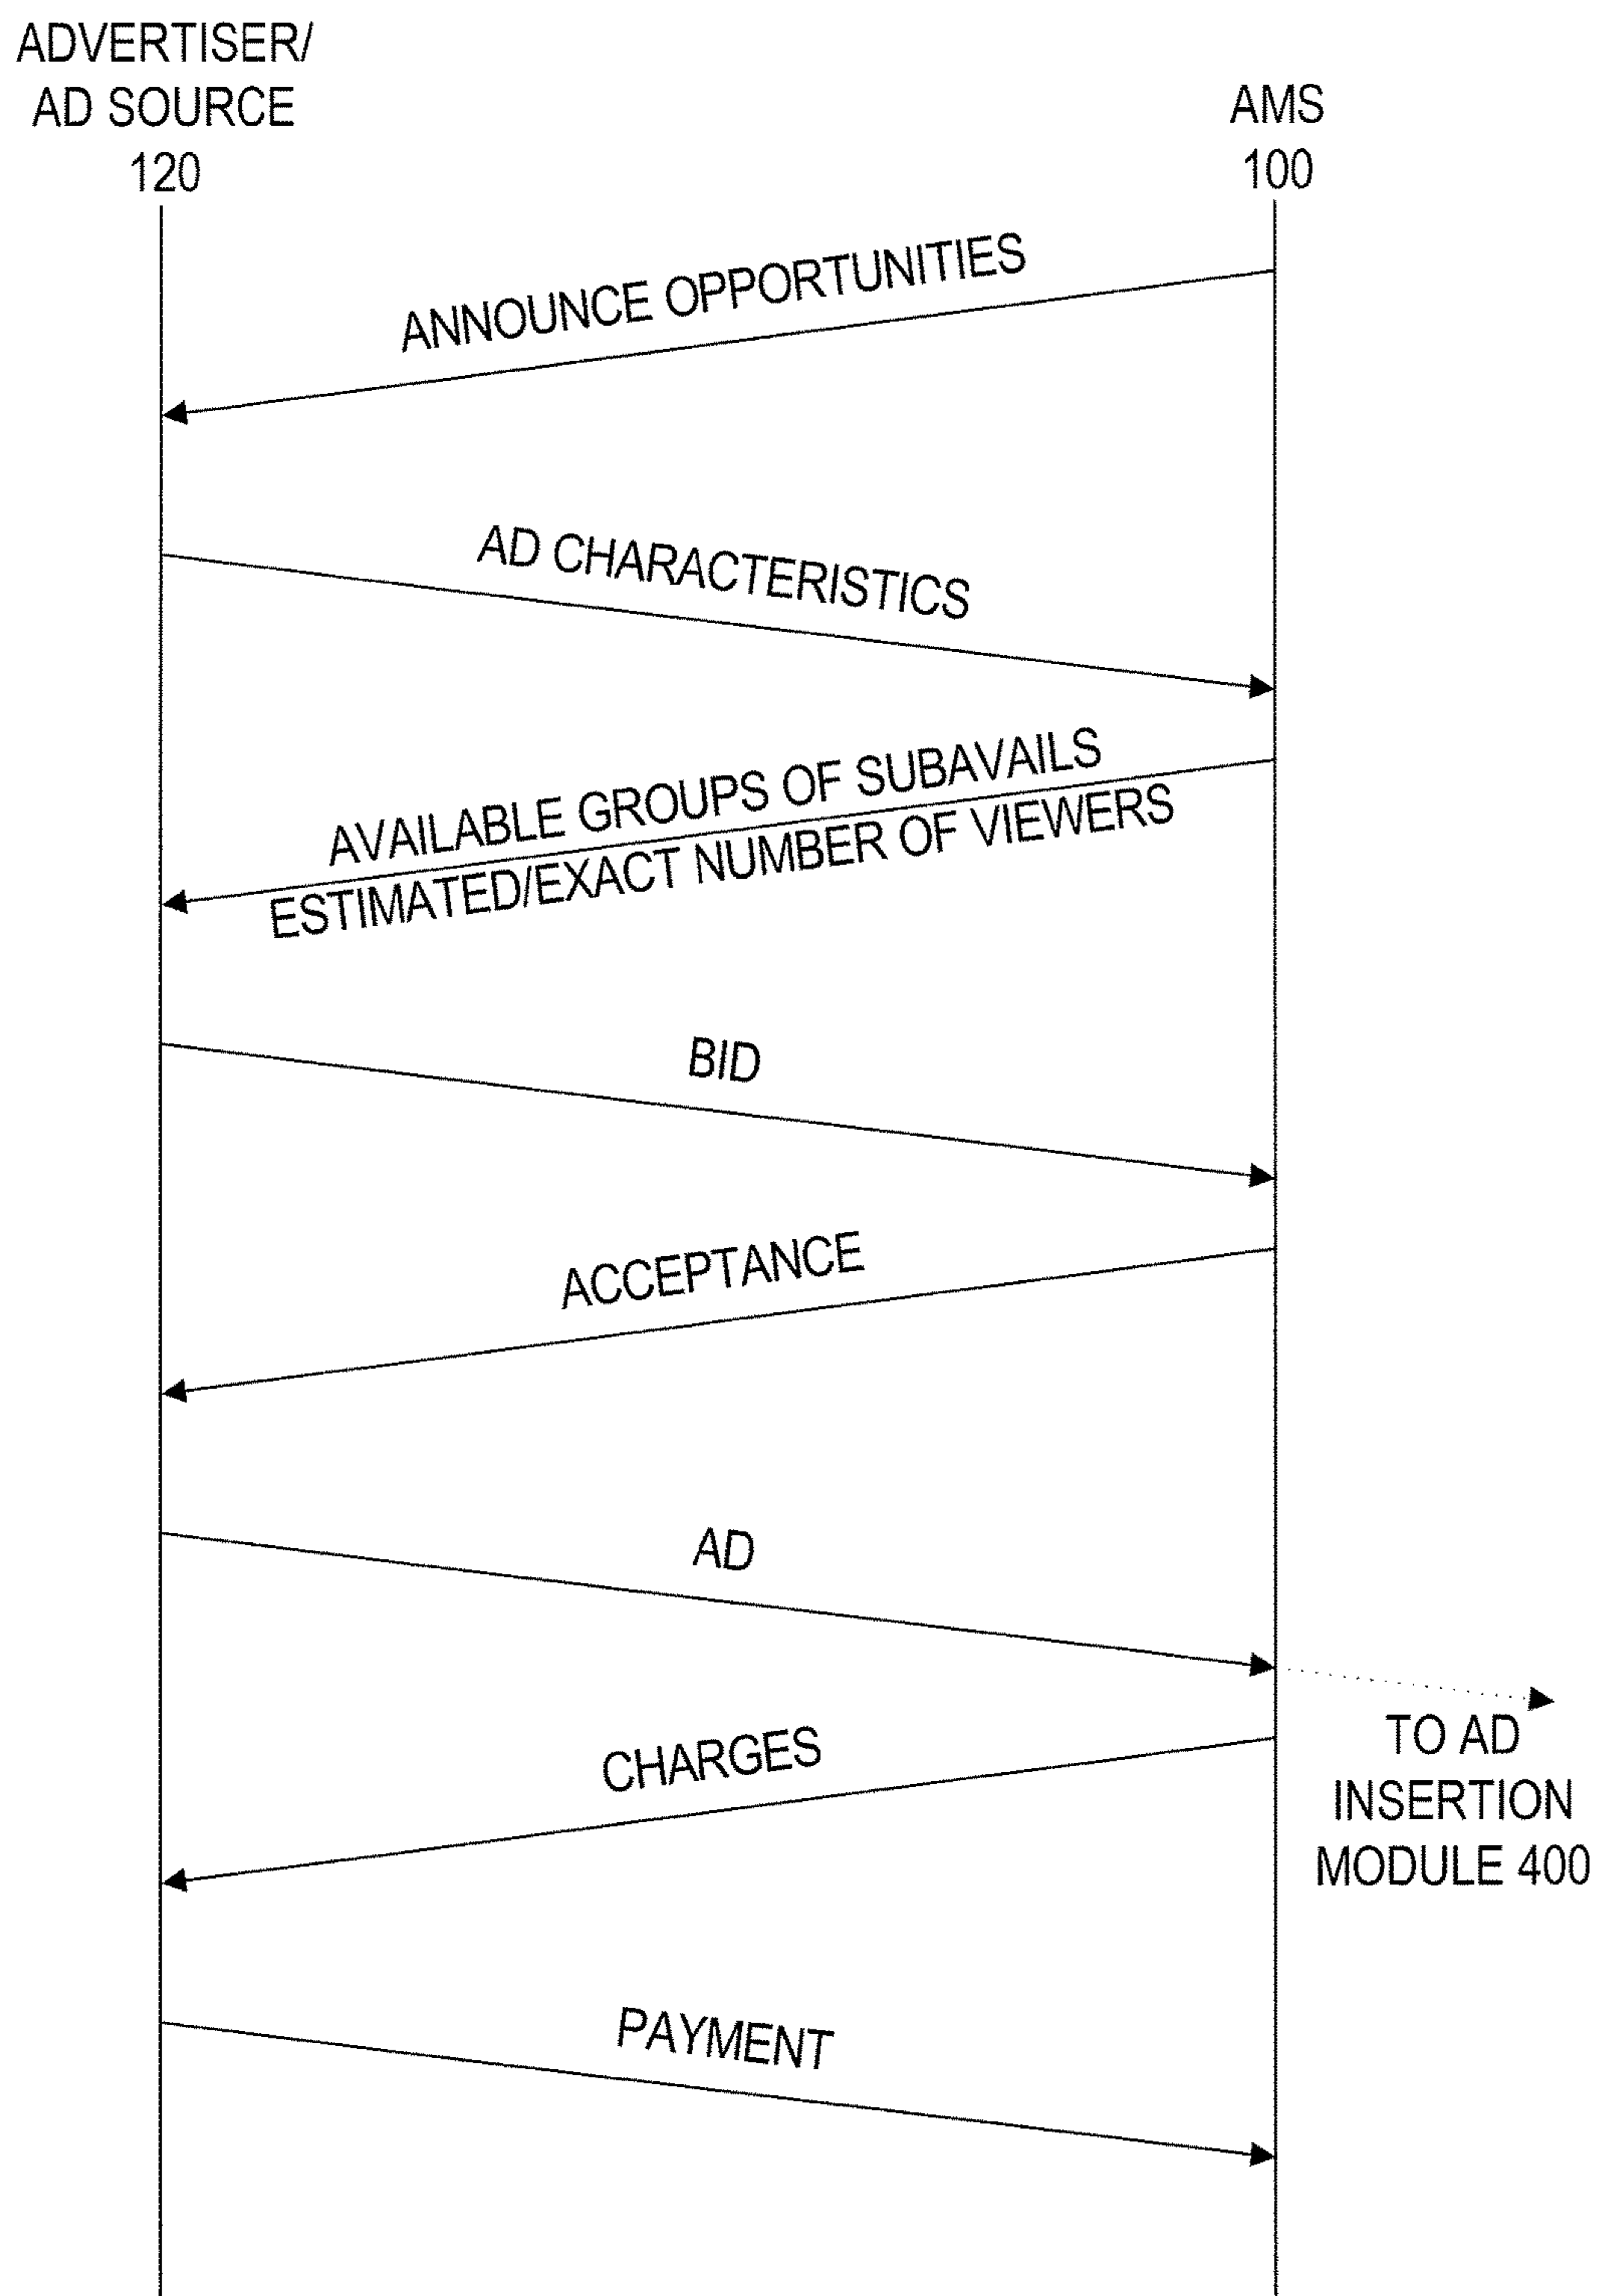 ADVERTISER/
AD SOURCE
120
AMS
100
ANNOUNCE OPPORTUNITIES
AD CHARACTERISTICS
AVAILABLE GROUPS OF SUBAVAILS
ESTIMATED/EXACT NUMBER OF VIEWERS
BID
ACCEPTANCE
AD
TO AD
INSERTION
MODULE 400
CHARGES
PAYMENT